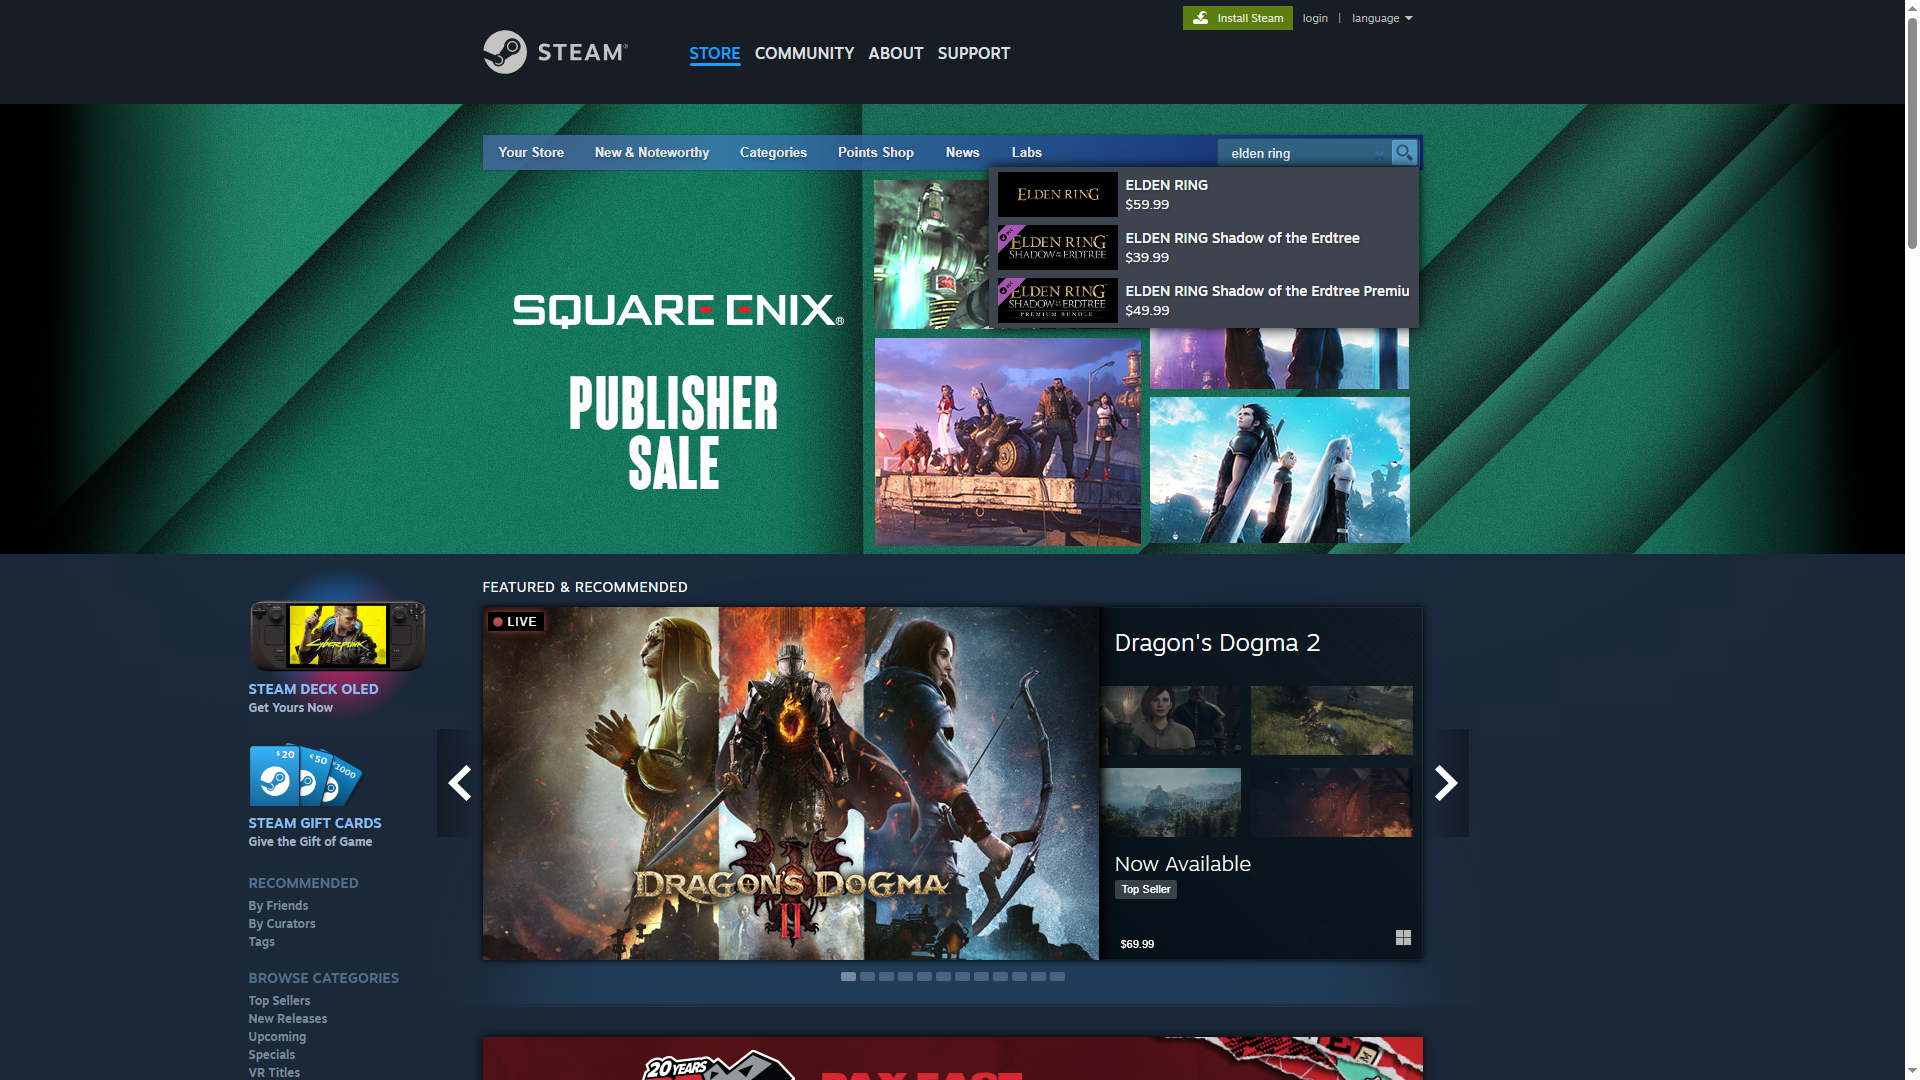 Install Steam
login | language
STEAM®
STORE COMMUNITY ABOUT SUPPORT
Your Store New & Noteworthy Categories Points Shop News Labs
elden ring
ELDEN RING
ELDEN RING
$59.99
ELDEN RING
SHADOW OF THE ERDTREE
ELDEN RING Shadow of the Erdtree
$39.99
ELDEN RING
SHADOW OF THE ERDTREE
PREMIUM BUNDLE
ELDEN RING Shadow of the Erdtree Premiu
$49.99
SQUARE ENIX®
PUBLISHER
SALE
FEATURED & RECOMMENDED
LIVE
DRAGON'S DOGMA
II
Dragon's Dogma 2
Now Available
Top Seller
$69.99
Cyberpunk
STEAM DECK OLED
Get Yours Now
$20 €50 1000
STEAM GIFT CARDS
Give the Gift of Game
RECOMMENDED
By Friends
By Curators
Tags
BROWSE CATEGORIES
Top Sellers
New Releases
Upcoming
Specials
VR Titles
20 YEARS
PAX EAST